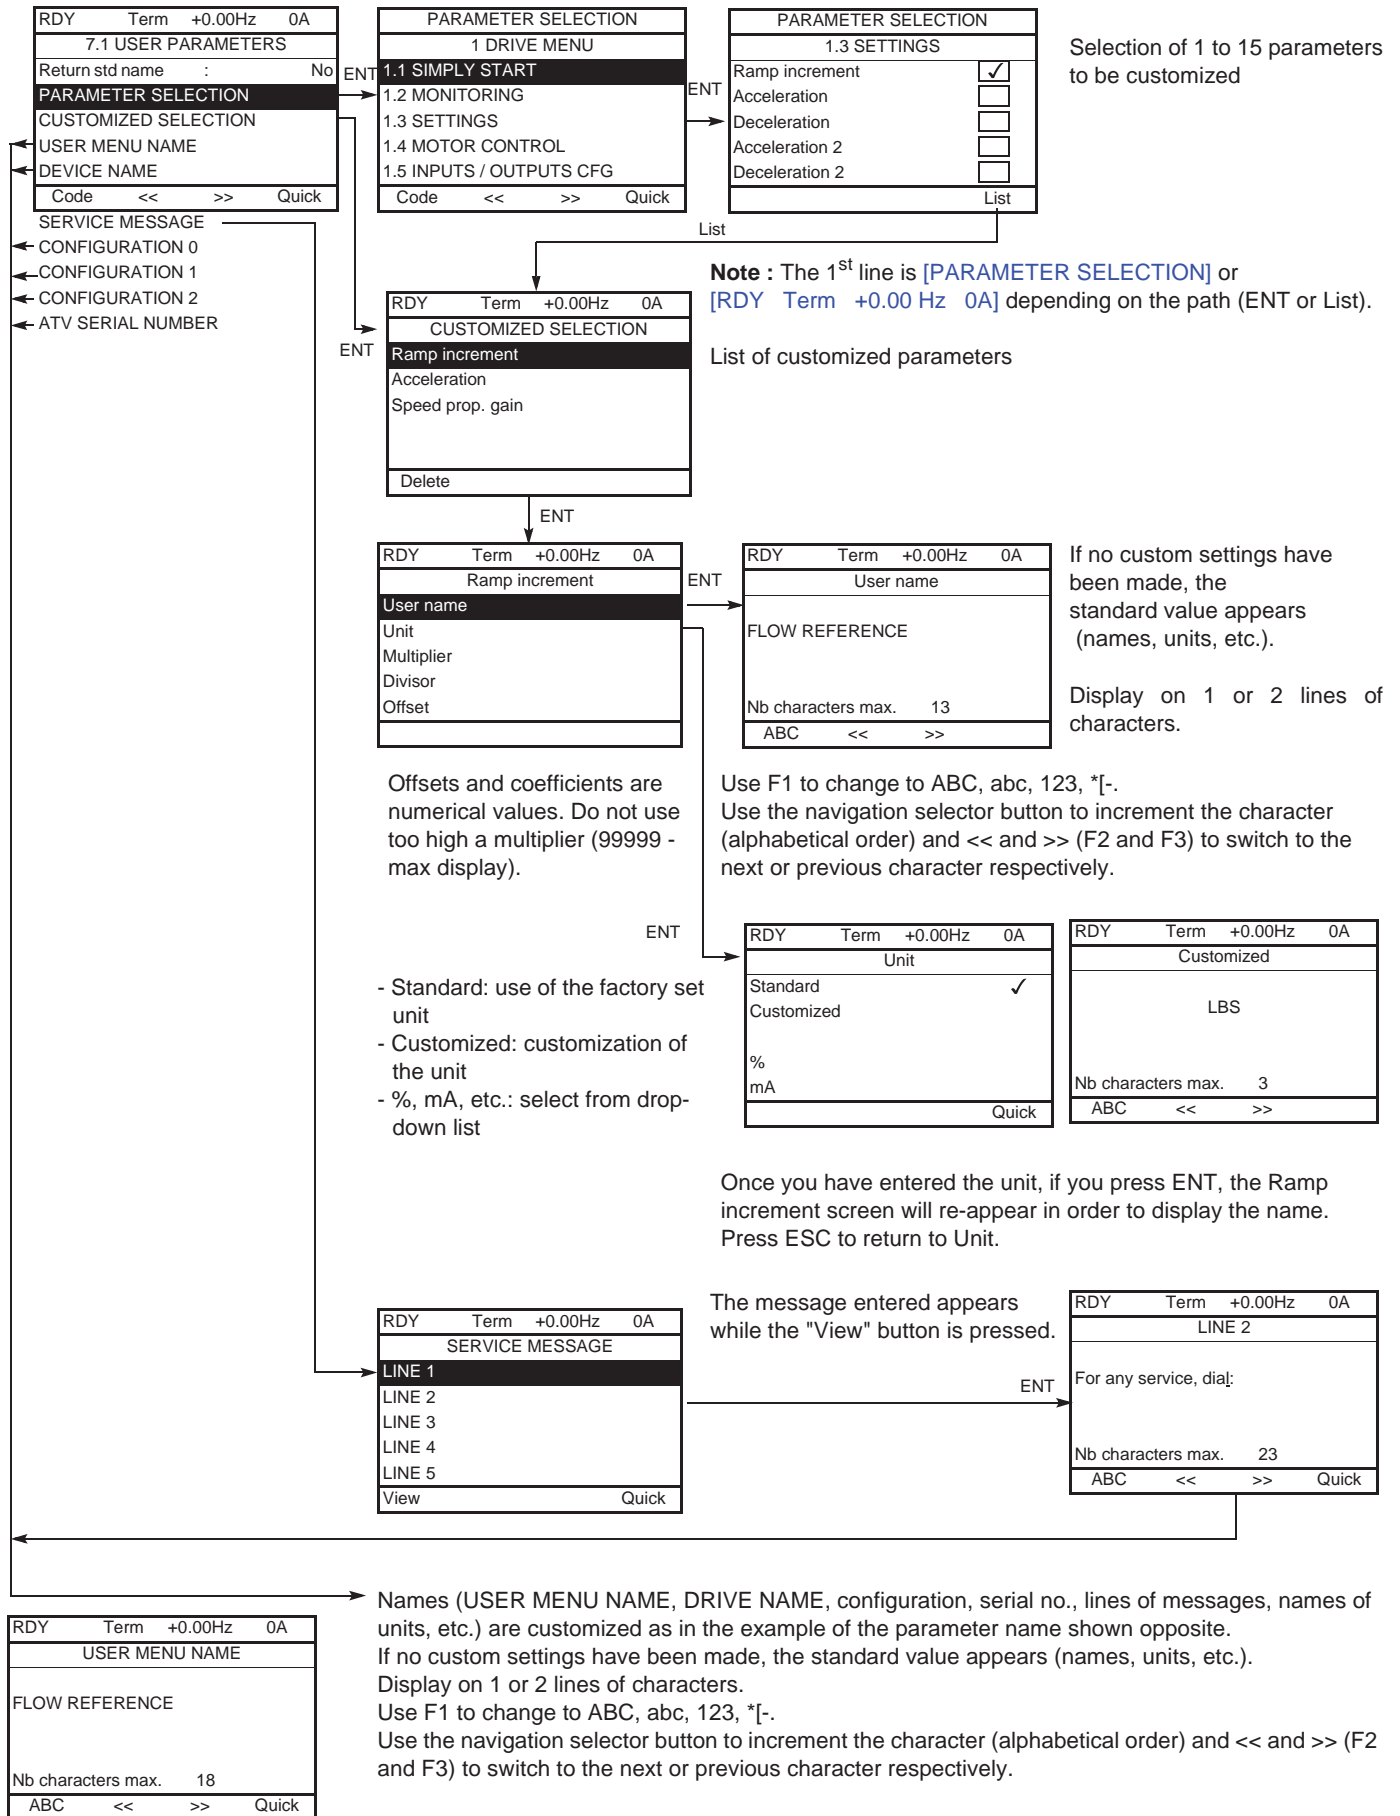 RDY Term +0.00Hz 0A
7.1 USER PARAMETERS
Return std name : No
PARAMETER SELECTION
CUSTOMIZED SELECTION
USER MENU NAME
DEVICE NAME
Code << >> Quick
SERVICE MESSAGE
CONFIGURATION 0
CONFIGURATION 1
CONFIGURATION 2
ATV SERIAL NUMBER
ENT
PARAMETER SELECTION
1 DRIVE MENU
1.1 SIMPLY START
1.2 MONITORING
1.3 SETTINGS
1.4 MOTOR CONTROL
1.5 INPUTS / OUTPUTS CFG
Code << >> Quick
ENT
PARAMETER SELECTION
1.3 SETTINGS
Ramp increment ✓
Acceleration
Deceleration
Acceleration 2
Deceleration 2
List
Selection of 1 to 15 parameters
to be customized
List
Note : The 1st line is [PARAMETER SELECTION] or
[RDY Term +0.00 Hz 0A] depending on the path (ENT or List).
ENT
RDY Term +0.00Hz 0A
CUSTOMIZED SELECTION
Ramp increment
Acceleration
Speed prop. gain
Delete
List of customized parameters
ENT
RDY Term +0.00Hz 0A
Ramp increment
User name
Unit
Multiplier
Divisor
Offset
ENT
RDY Term +0.00Hz 0A
User name
FLOW REFERENCE
Nb characters max. 13
ABC << >>
If no custom settings have
been made, the
standard value appears
(names, units, etc.).
Display on 1 or 2 lines of
characters.
Offsets and coefficients are
numerical values. Do not use
too high a multiplier (99999 -
max display).
Use F1 to change to ABC, abc, 123, *[-.
Use the navigation selector button to increment the character
(alphabetical order) and << and >> (F2 and F3) to switch to the
next or previous character respectively.
ENT
- Standard: use of the factory set
unit
- Customized: customization of
the unit
- %, mA, etc.: select from drop-
down list
RDY Term +0.00Hz 0A
Unit
Standard ✓
Customized
%
mA
Quick
RDY Term +0.00Hz 0A
Customized
LBS
Nb characters max. 3
ABC << >>
Once you have entered the unit, if you press ENT, the Ramp
increment screen will re-appear in order to display the name.
Press ESC to return to Unit.
RDY Term +0.00Hz 0A
SERVICE MESSAGE
LINE 1
LINE 2
LINE 3
LINE 4
LINE 5
View Quick
The message entered appears
while the "View" button is pressed.
ENT
RDY Term +0.00Hz 0A
LINE 2
For any service, dial:
Nb characters max. 23
ABC << >> Quick
RDY Term +0.00Hz 0A
USER MENU NAME
FLOW REFERENCE
Nb characters max. 18
ABC << >> Quick
Names (USER MENU NAME, DRIVE NAME, configuration, serial no., lines of messages, names of
units, etc.) are customized as in the example of the parameter name shown opposite.
If no custom settings have been made, the standard value appears (names, units, etc.).
Display on 1 or 2 lines of characters.
Use F1 to change to ABC, abc, 123, *[-.
Use the navigation selector button to increment the character (alphabetical order) and << and >> (F2
and F3) to switch to the next or previous character respectively.